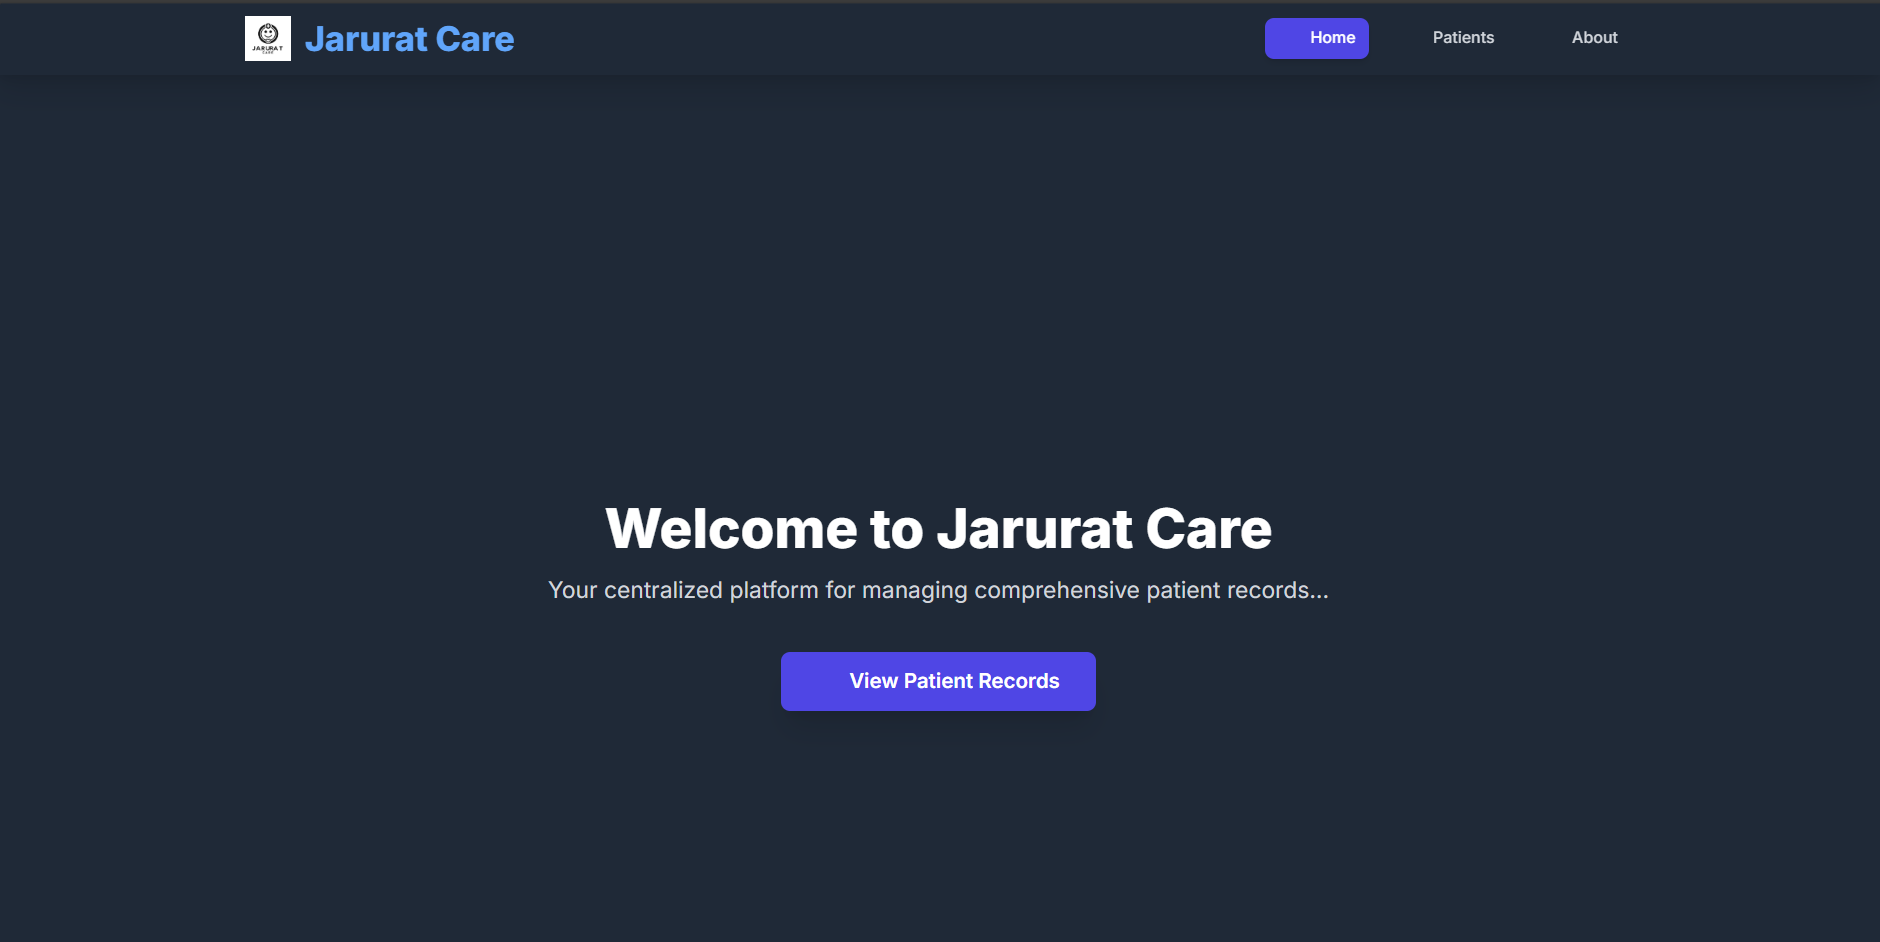 JARURAT
CARE
Jarurat Care
Home
Patients
About
Welcome to Jarurat Care
Your centralized platform for managing comprehensive patient records...
View Patient Records